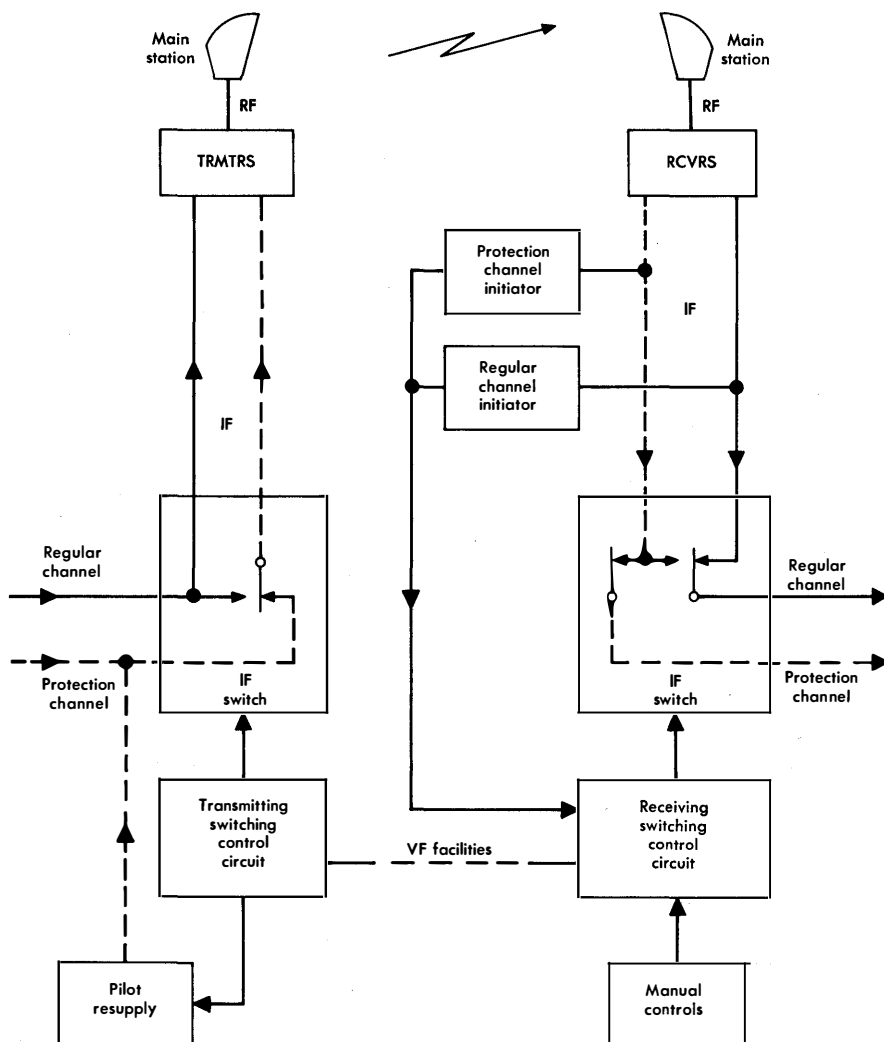 Main
station
Main
station
RF
RF
TRMTRS
RCVRS
Protection
channel
initiator
IF
Regular
channel
initiator
IF
Regular
channel
Regular
channel
Protection
channel
IF
switch
IF
switch
Protection
channel
Transmitting
switching
control
circuit
VF facilities
Receiving
switching
control
circuit
Pilot
resupply
Manual
controls